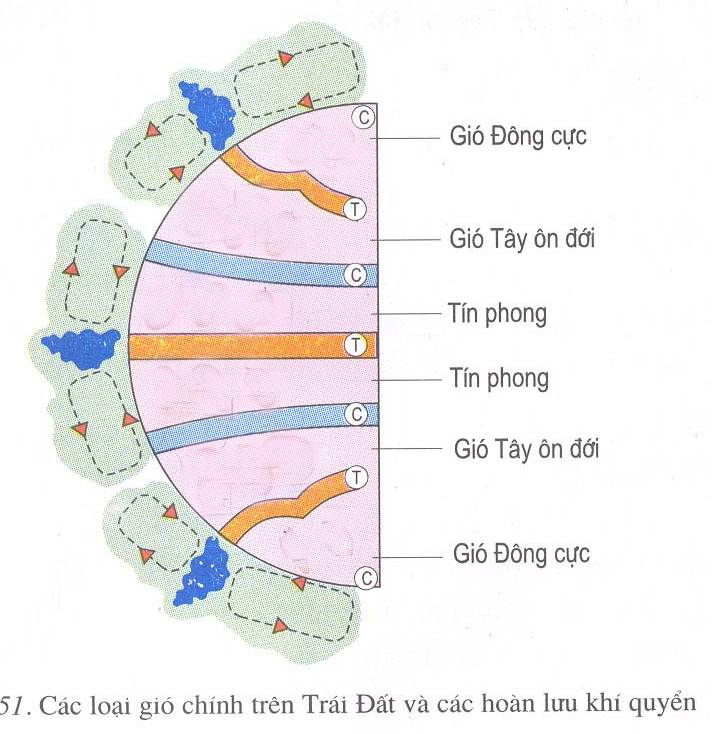 C
Gió Đông cực
T
Gió Tây ôn đới
C
Tín phong
T
Tín phong
C
Gió Tây ôn đới
T
Gió Đông cực
C
51. Các loại gió chính trên Trái Đất và các hoàn lưu khí quyển